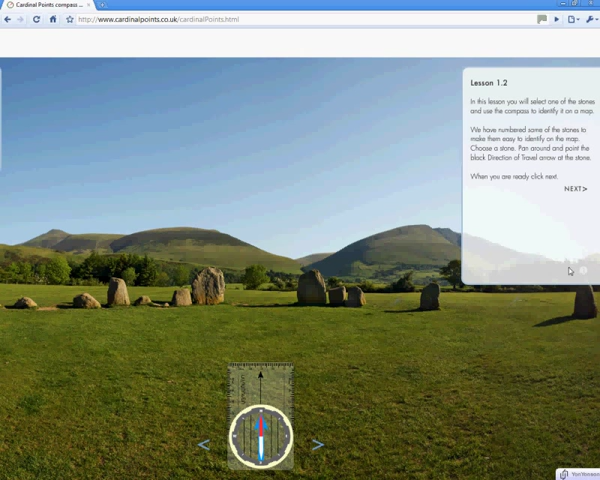 Cardinal Points compass ...
http://www.cardinalpoints.co.uk/cardinalPoints.html
Lesson 1.2
In this lesson you will select one of the stones
and use the compass to identify it on a map.
We have numbered some of the stones to
make them easy to identify on the map.
Choose a stone. Pan around and point the
black Direction of Travel arrow at the stone.
When you are ready click next.
NEXT>